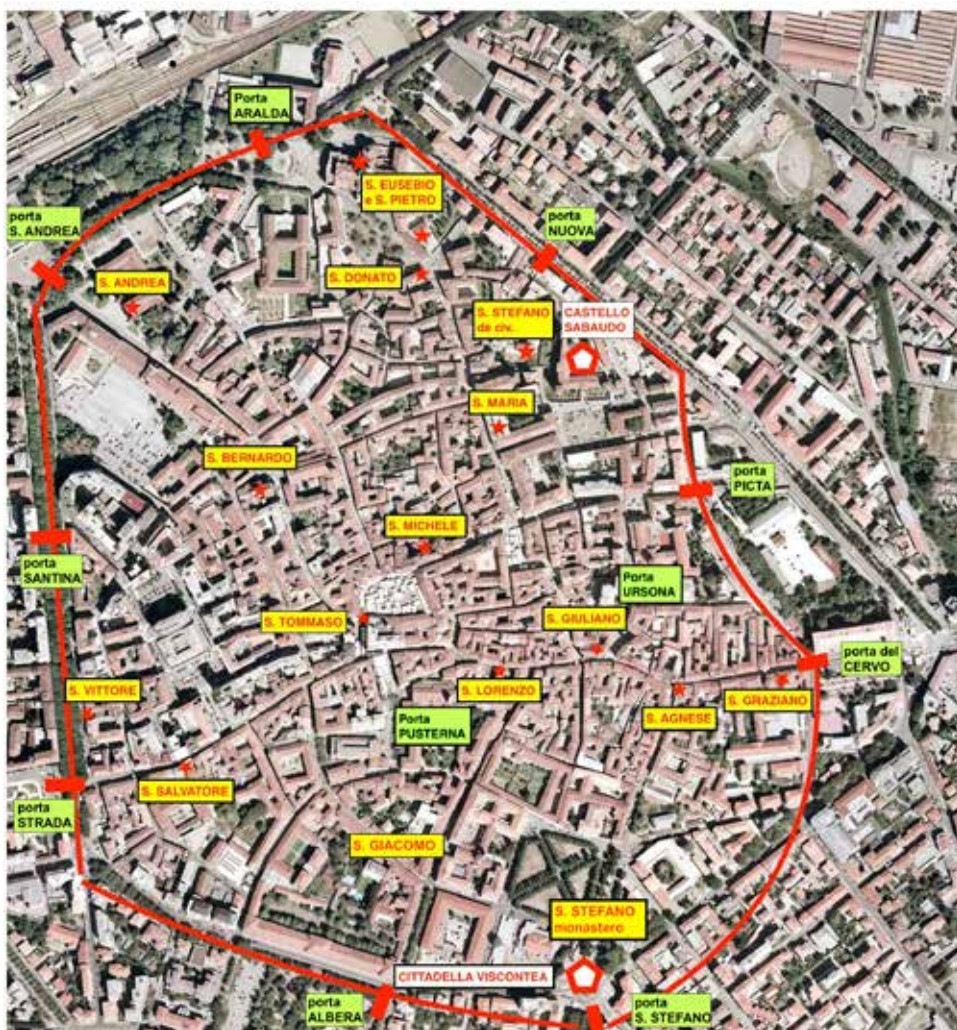 Porta
ARALDA
S. EUSEBIO
e S. PIETRO
porta
S. ANDREA
porta
NUOVA
S. ANDREA
S. DONATO
S. STEFANO
de civ.
CASTELLO
SABAUDO
S. MARIA
S. BERNARDO
porta
PICTA
S. MICHELE
porta
SANTINA
Porta
URSONA
S. TOMMASO
S. GIULIANO
porta del
CERVO
S. VITTORE
S. LORENZO
S. AGNESE
S. GRAZIANO
Porta
PUSTERNA
S. SALVATORE
porta
STRADA
S. GIACOMO
S. STEFANO
monastero
CITTADELLA VISCONTEA
porta
ALBERA
porta
S. STEFANO